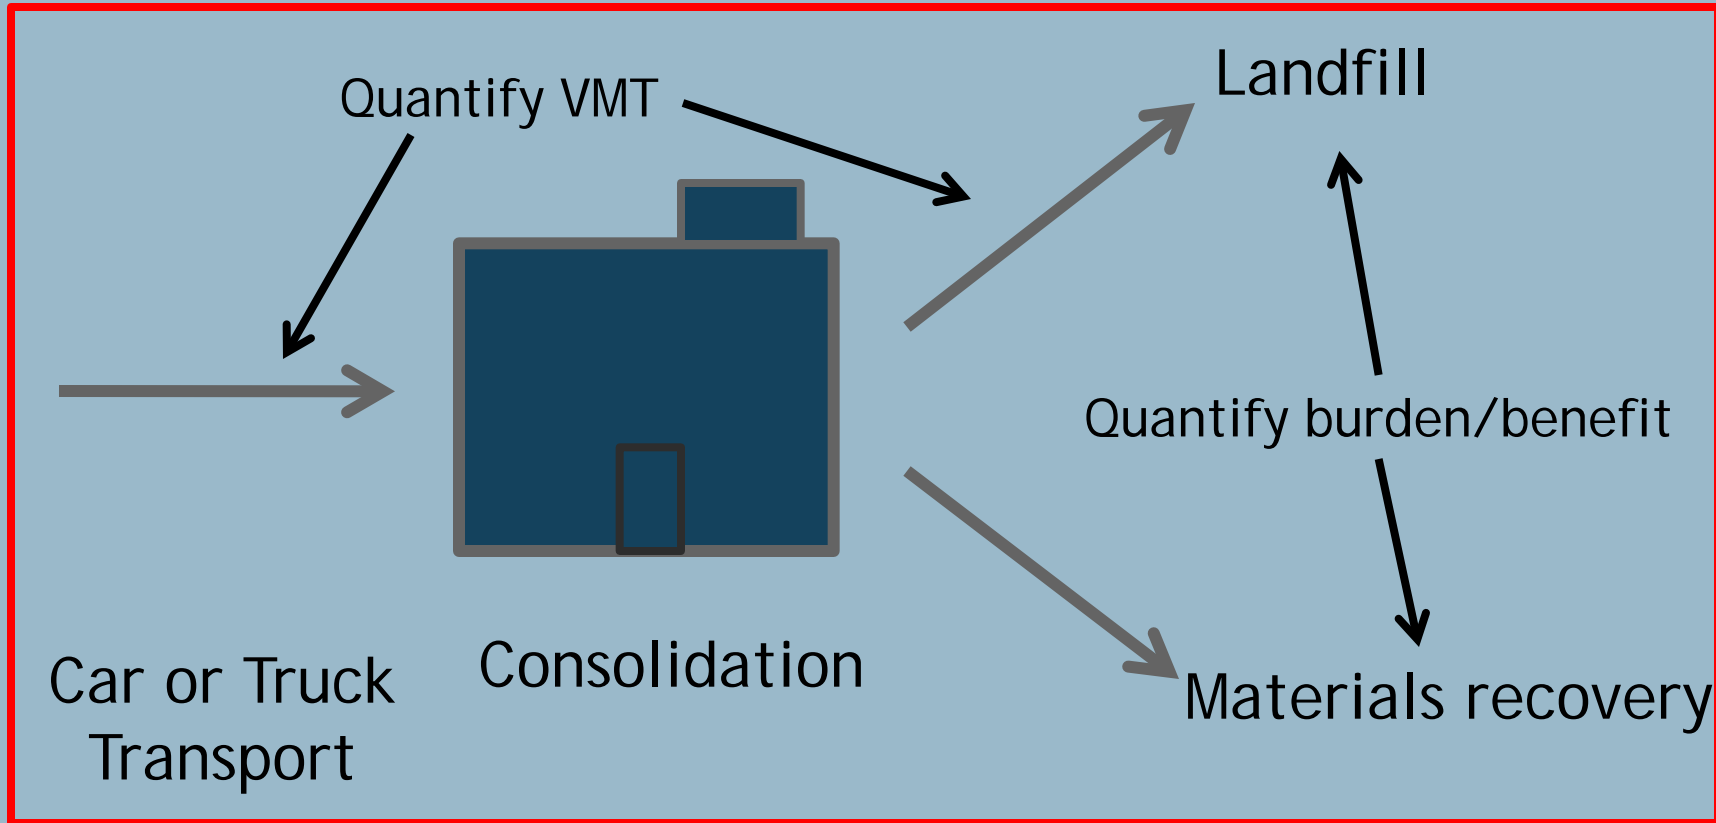 Quantify VMT
Landfill
Quantify burden/benefit
Car or Truck
Transport
Consolidation
Materials recovery